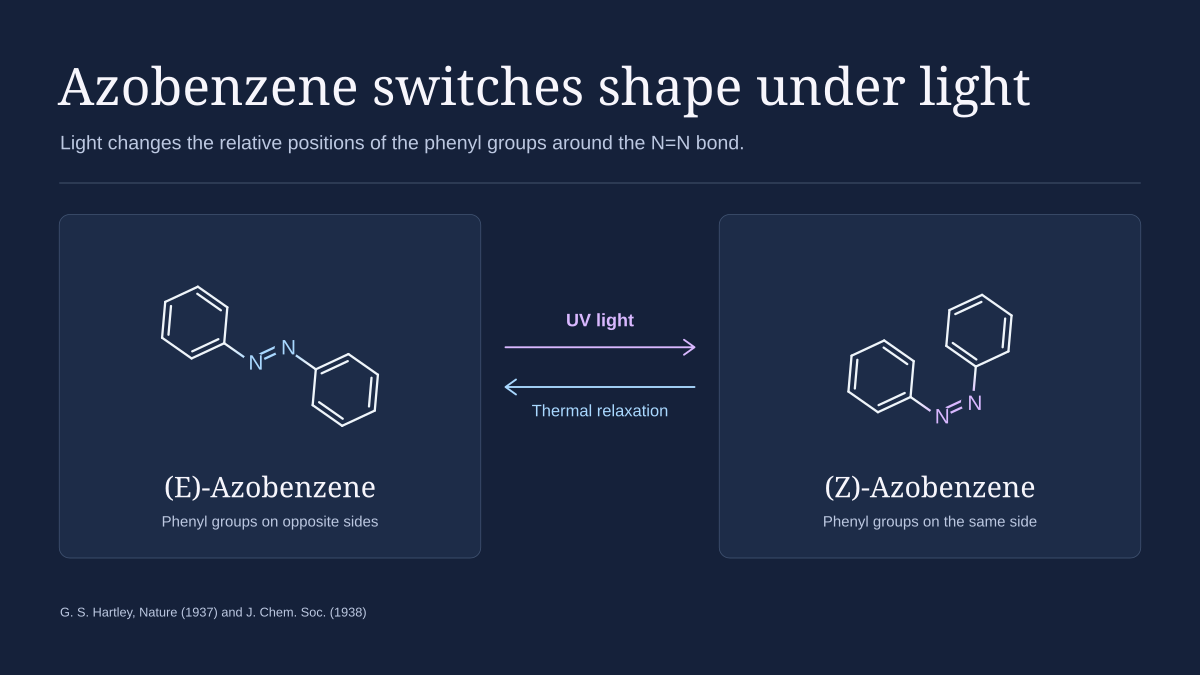 Azobenzene switches shape under light
Light changes the relative positions of the phenyl groups around the N=N bond.
N
N
UV light
Thermal relaxation
N
N
(E)-Azobenzene
Phenyl groups on opposite sides
(Z)-Azobenzene
Phenyl groups on the same side
G. S. Hartley, Nature (1937) and J. Chem. Soc. (1938)